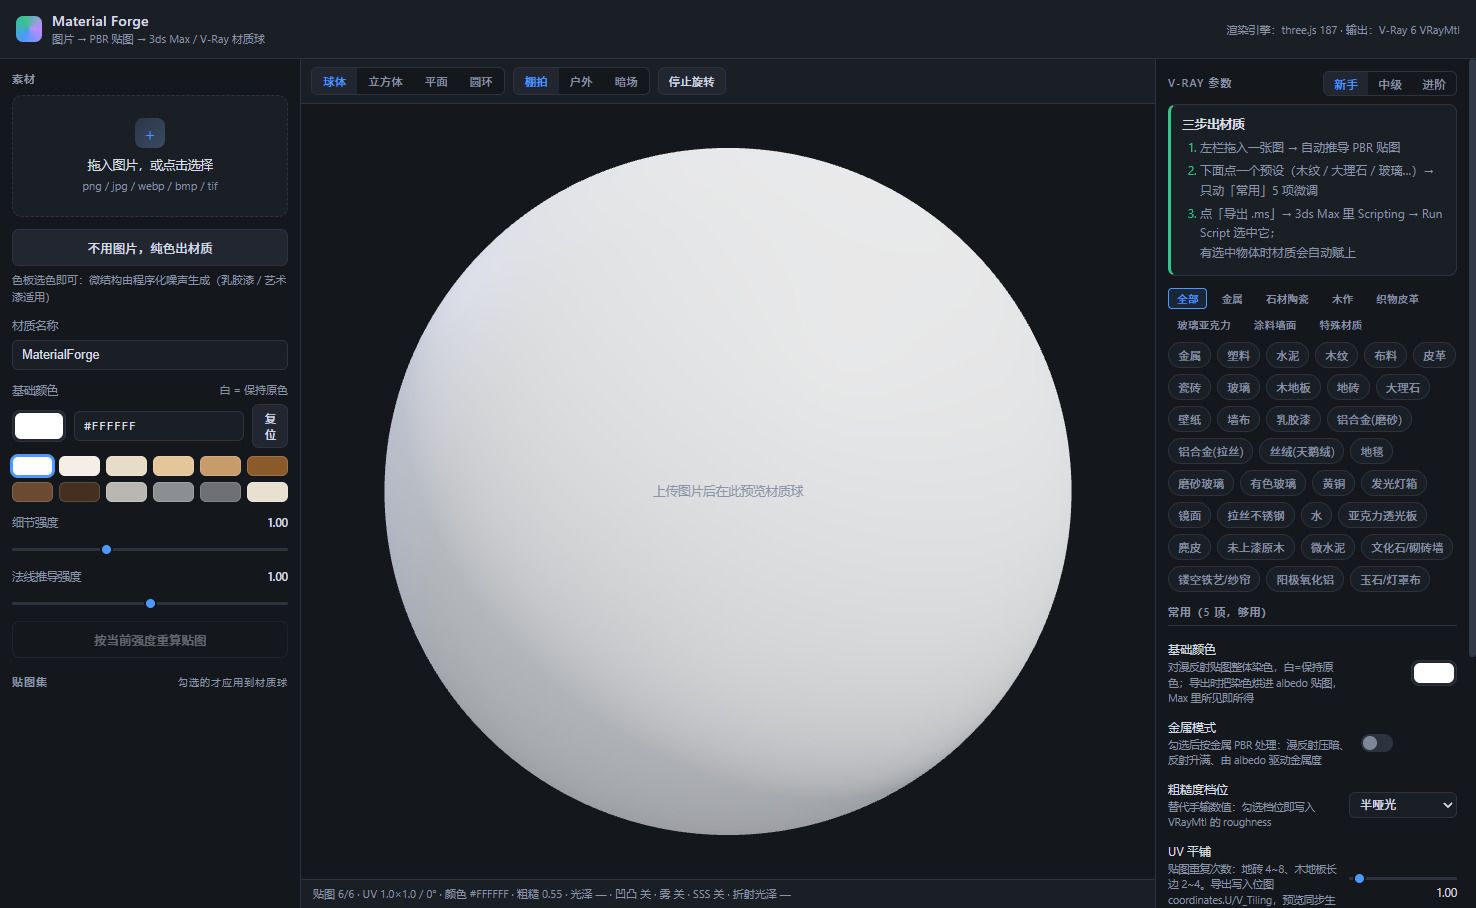 Material Forge
图片 → PBR 贴图 → 3ds Max / V-Ray 材质球
渲染引擎：three.js 187 · 输出：V-Ray 6 VRayMtl
素材
+
拖入图片，或点击选择
png / jpg / webp / bmp / tif
不用图片，纯色出材质
色板选色即可：微结构由程序化噪声生成（乳胶漆 / 艺术
漆适用）
材质名称
MaterialForge
基础颜色
白 = 保持原色
#FFFFFF
复
位
细节强度
1.00
法线推导强度
1.00
按当前强度重算贴图
贴图集
勾选的才应用到材质球
球体 立方体 平面 圆环
棚拍 户外 暗场
停止旋转
上传图片后在此预览材质球
贴图 6/6 · UV 1.0×1.0 / 0° · 颜色 #FFFFFF · 粗糙 0.55 · 光泽 — · 凹凸 关 · 雾 关 · SSS 关 · 折射光泽 —
V-RAY 参数
新手 中级 进阶
三步出材质
1. 左栏拖入一张图 → 自动推导 PBR 贴图
2. 下面点一个预设（木纹 / 大理石 / 玻璃...）→
只动「常用」5 项微调
3. 点「导出 .ms」→ 3ds Max 里 Scripting → Run
Script 选中它；
有选中物体时材质会自动赋上
全部 金属 石材陶瓷 木作 织物皮革
玻璃亚克力 涂料墙面 特殊材质
金属 塑料 水泥 木纹 布料 皮革
瓷砖 玻璃 木地板 地砖 大理石
壁纸 墙布 乳胶漆 铝合金(磨砂)
铝合金(拉丝) 丝绒(天鹅绒) 地毯
磨砂玻璃 有色玻璃 黄铜 发光灯箱
镜面 拉丝不锈钢 水 亚克力透光板
麂皮 未上漆原木 微水泥 文化石/砌砖墙
镂空铁艺/纱帘 阳极氧化铝 玉石/灯罩布
常用（5 项，够用）
基础颜色
对漫反射贴图整体染色，白=保持原
色；导出时把染色烘进 albedo 贴图，
Max 里所见即所得
金属模式
勾选后按金属 PBR 处理：漫反射压暗、
反射升满、由 albedo 驱动金属度
粗糙度档位
替代手输数值：勾选档位即写入
VRayMtl 的 roughness
半哑光
UV 平铺
贴图重复次数：地砖 4~8、木地板长
边 2~4。导出写入位图
coordinates.U/V_Tiling，预览同步生
1.00